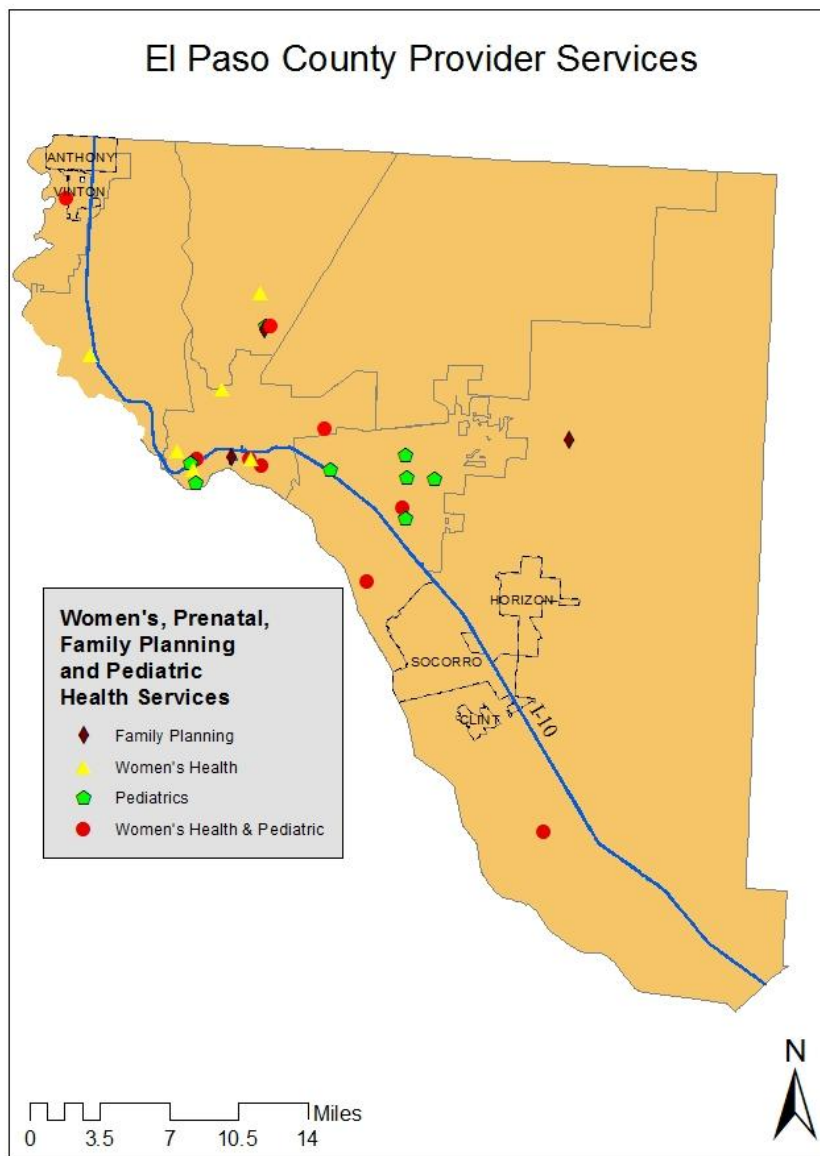 El Paso County Provider Services
ANTHONY
VINTON
HORIZON
SOCORRO
CLINT
I-10
Women's, Prenatal,
Family Planning
and Pediatric
Health Services
Family Planning
Women's Health
Pediatrics
Women's Health & Pediatric
N
Miles
0 3.5 7 10.5 14